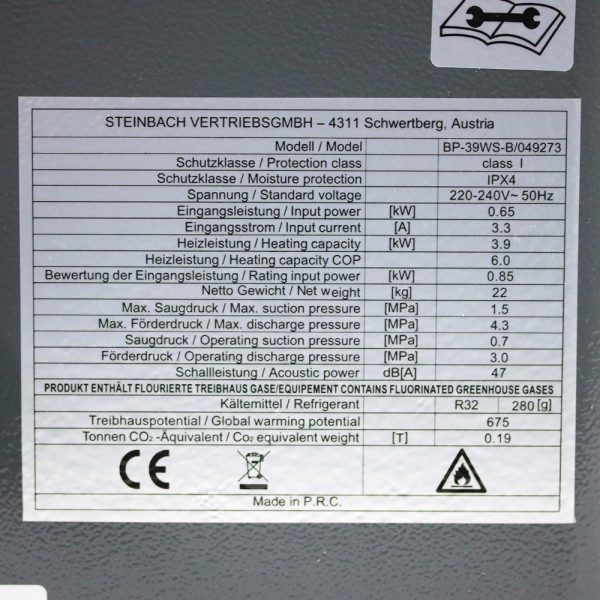 STEINBACH VERTRIEBSGMBH – 4311 Schwertberg, Austria
Modell / Model BP-39WS-B/049273
Schutzklasse / Protection class class I
Schutzklasse / Moisture protection IPX4
Spannung / Standard voltage 220-240V~ 50Hz
Eingangsleistung / Input power [kW] 0.65
Eingangsstrom / Input current [A] 3.3
Heizleistung / Heating capacity [kW] 3.9
Heizleistung / Heating capacity COP 6.0
Bewertung der Eingangsleistung / Rating input power [kW] 0.85
Netto Gewicht / Net weight [kg] 22
Max. Saugdruck / Max. suction pressure [MPa] 1.5
Max. Förderdruck / Max. discharge pressure [MPa] 4.3
Saugdruck / Operating suction pressure [MPa] 0.7
Förderdruck / Operating discharge pressure [MPa] 3.0
Schallleistung / Acoustic power dB[A] 47
PRODUKT ENTHÄLT FLOURIERTE TREIBHAUS GASE/EQUIPEMENT CONTAINS FLUORINATED GREENHOUSE GASES
Kältemittel / Refrigerant R32 280 [g]
Treibhauspotential / Global warming potential 675
Tonnen CO2 -Äquivalent / Co2 equivalent weight [T] 0.19
CE
Made in P.R.C.